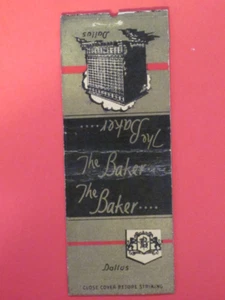 Dallas
The
Baker....
The Baker...
The
Baker....
B
Dallas
CLOSE COVER BEFORE STRIKING